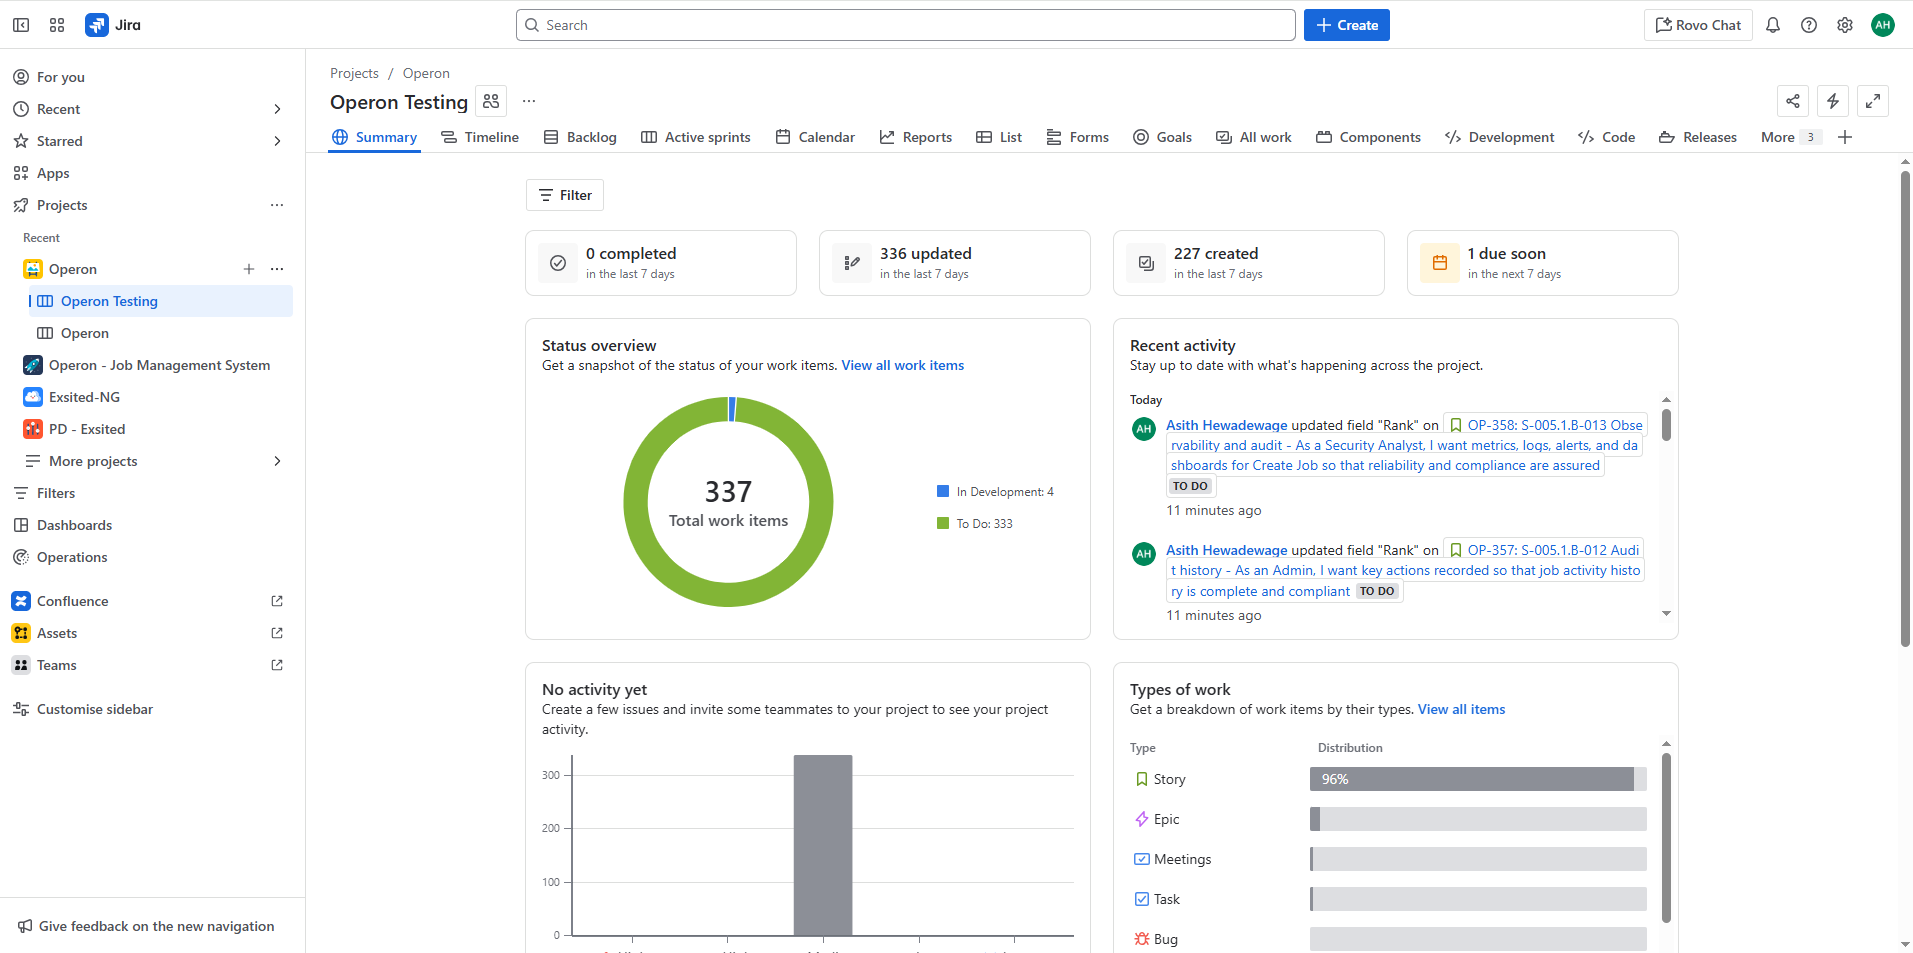 Jira
Search
Create
Rovo Chat
AH
For you
Recent
Starred
Apps
Projects
Recent
Operon
Operon Testing
Operon
Operon - Job Management System
Exsited-NG
PD - Exsited
More projects
Filters
Dashboards
Operations
Confluence
Assets
Teams
Customise sidebar
Give feedback on the new navigation
Projects / Operon
Operon Testing
Summary Timeline Backlog Active sprints Calendar Reports List Forms Goals All work Components Development Code Releases More 3
Filter
0 completed
in the last 7 days
336 updated
in the last 7 days
227 created
in the last 7 days
1 due soon
in the next 7 days
Status overview
Get a snapshot of the status of your work items. View all work items
337
Total work items
In Development: 4
To Do: 333
Recent activity
Stay up to date with what's happening across the project.
Today
AH
Asith Hewadewage updated field "Rank" on OP-358: S-005.1.B-013 Obse
rvability and audit - As a Security Analyst, I want metrics, logs, alerts, and da
shboards for Create Job so that reliability and compliance are assured
TO DO
11 minutes ago
AH
Asith Hewadewage updated field "Rank" on OP-357: S-005.1.B-012 Audi
t history - As an Admin, I want key actions recorded so that job activity histo
ry is complete and compliant TO DO
11 minutes ago
No activity yet
Create a few issues and invite some teammates to your project to see your project
activity.
300
200
100
0
Types of work
Get a breakdown of work items by their types. View all items
Type Distribution
Story 96%
Epic
Meetings
Task
Bug